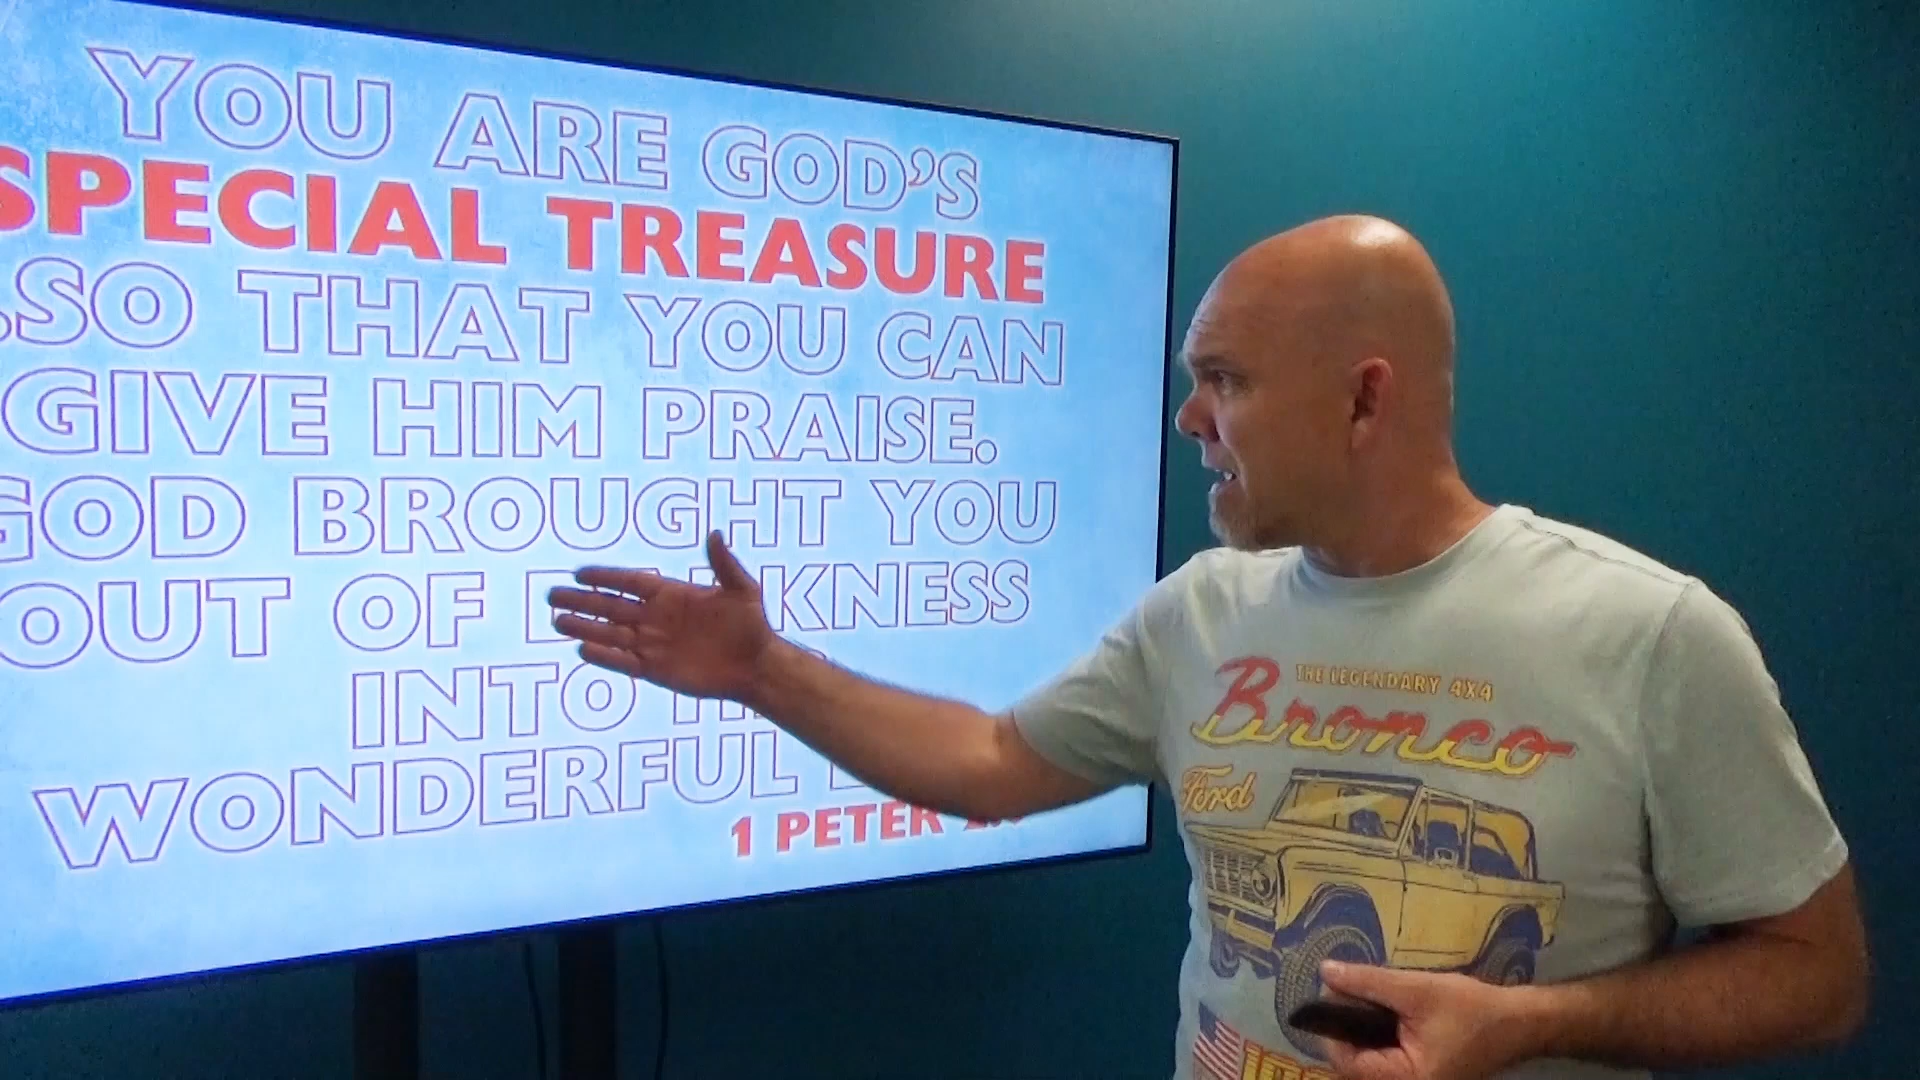 YOU ARE GOD'S
SPECIAL TREASURE
.SO THAT YOU CAN
GIVE HIM PRAISE.
GOD BROUGHT YOU
OUT OF
INTO
WONDERFUL
1 PETER
THE LEGENDARY 4X4
Bronco
Ford